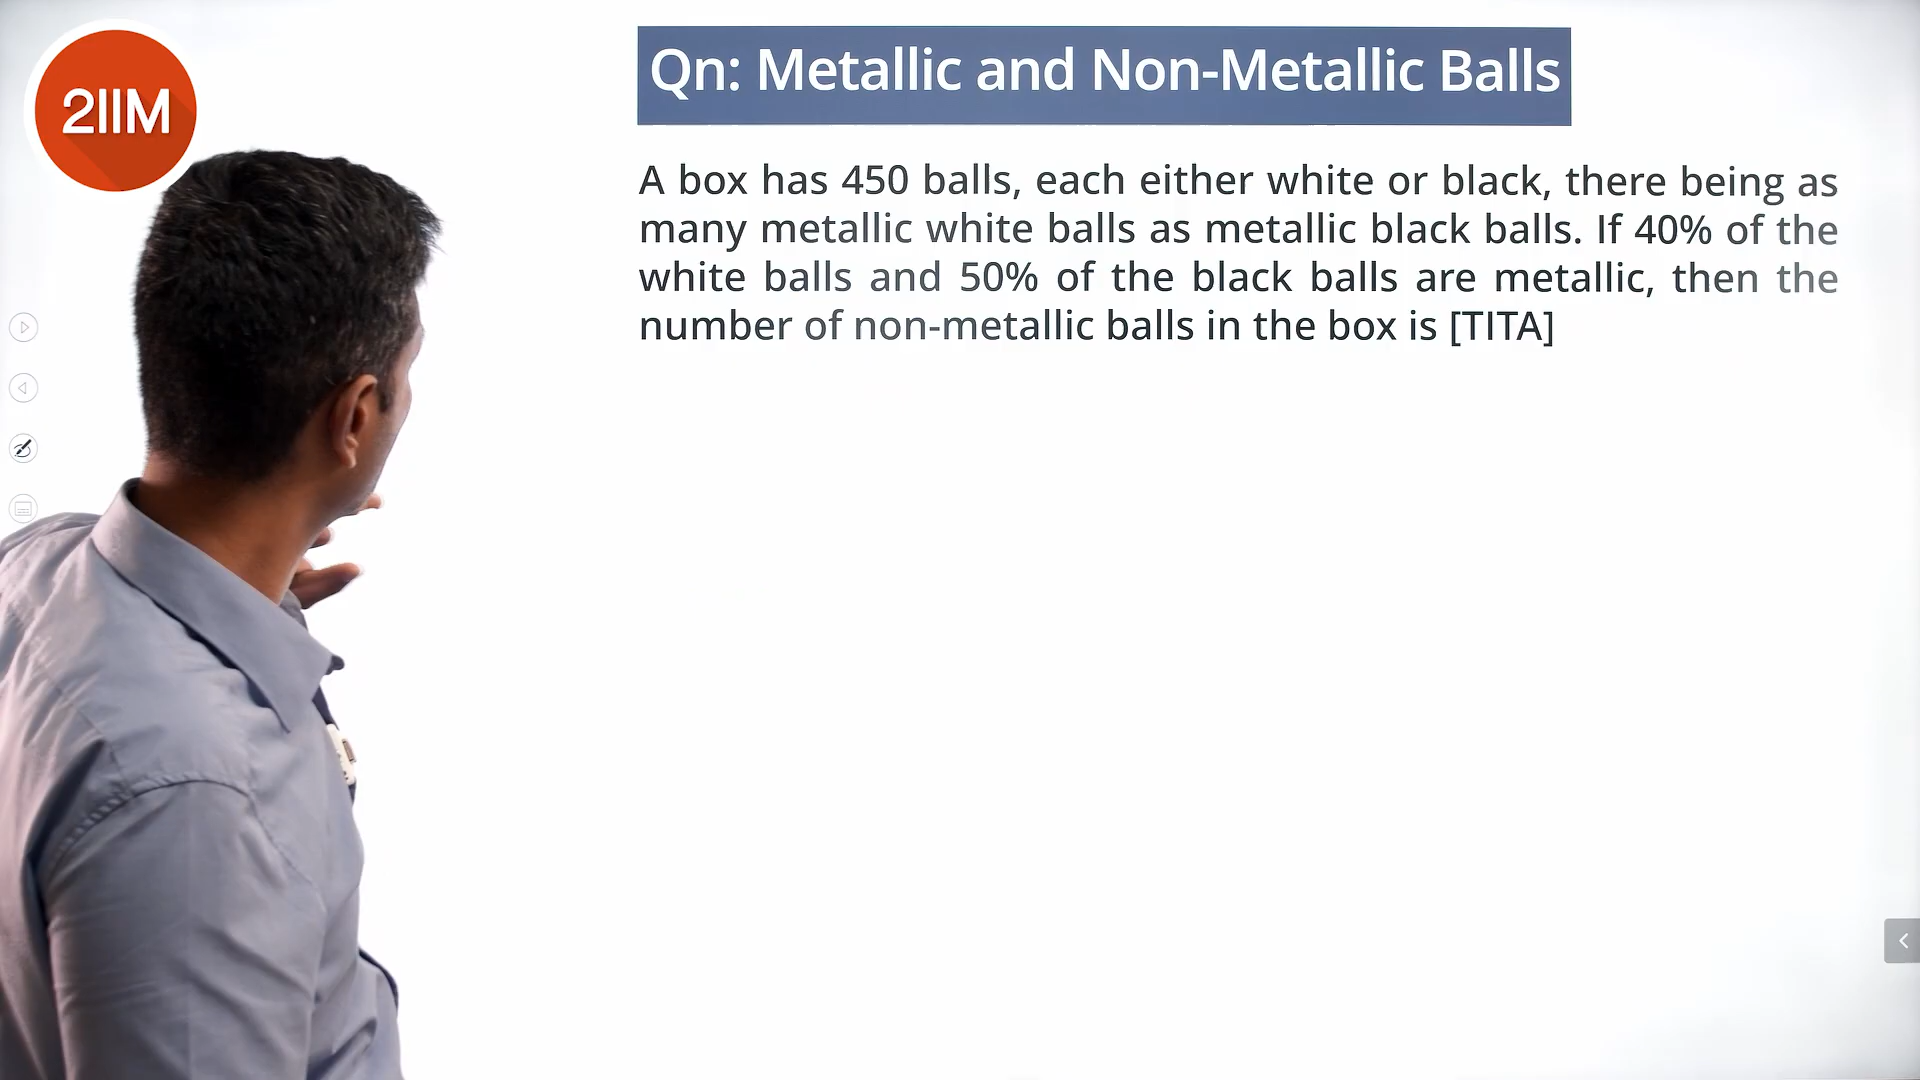 2IIM
Qn: Metallic and Non-Metallic Balls
A box has 450 balls, each either white or black, there being as
many metallic white balls as metallic black balls. If 40% of the
white balls and 50% of the black balls are metallic, then the
number of non-metallic balls in the box is [TITA]